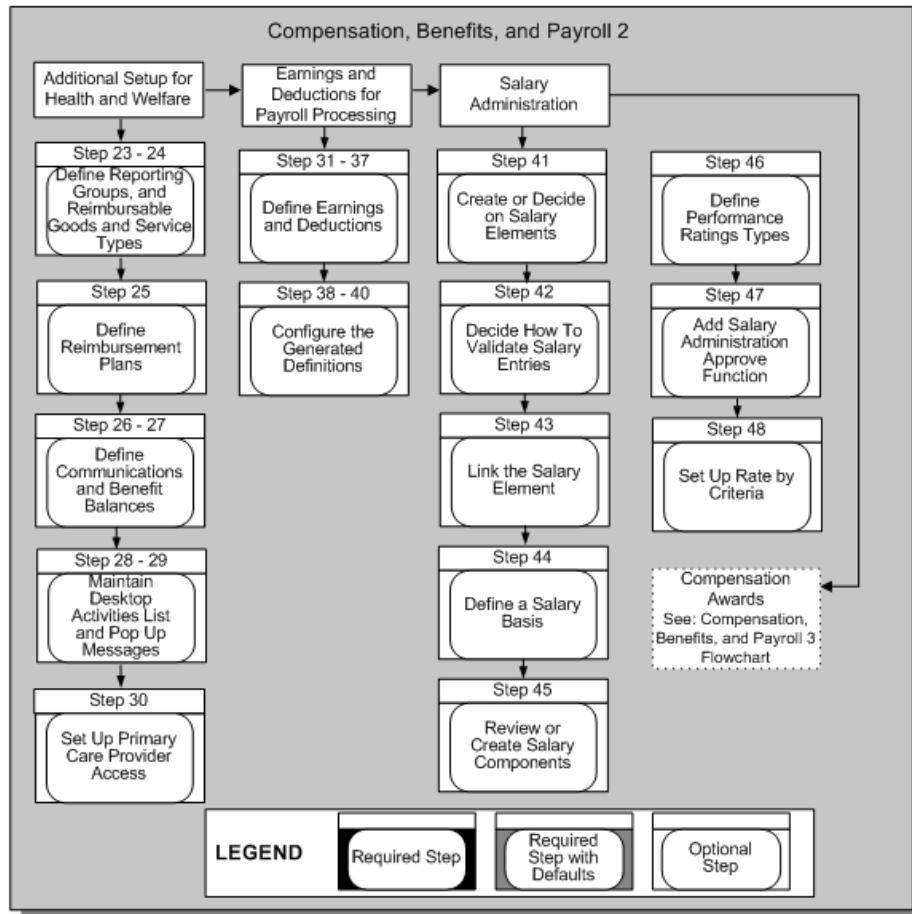 Compensation, Benefits, and Payroll 2
Additional Setup for
Health and Welfare
Earnings and
Deductions for
Payroll Processing
Salary
Administration
Step 23 - 24
Define Reporting
Groups, and
Reimbursable
Goods and Service
Types
Step 25
Define
Reimbursement
Plans
Step 26 - 27
Define
Communications
and Benefit
Balances
Step 28 - 29
Maintain
Desktop
Activities List
and Pop Up
Messages
Step 30
Set Up Primary
Care Provider
Access
Step 31 - 37
Define Earnings
and Deductions
Step 38 - 40
Configure the
Generated
Definitions
Step 41
Create or Decide
on Salary
Elements
Step 42
Decide How To
Validate Salary
Entries
Step 43
Link the Salary
Element
Step 44
Define a Salary
Basis
Step 45
Review or
Create Salary
Components
Step 46
Define
Performance
Ratings Types
Step 47
Add Salary
Administration
Approve
Function
Step 48
Set Up Rate by
Criteria
Compensation
Awards
See: Compensation,
Benefits, and Payroll 3
Flowchart
LEGEND
Required Step
Required
Step with
Defaults
Optional
Step